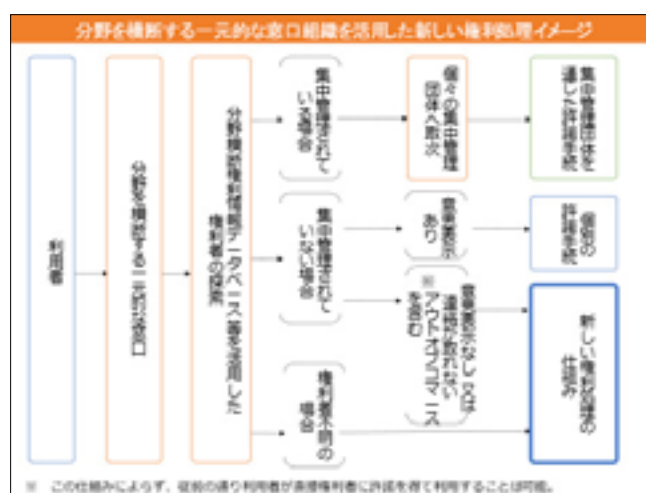 分野を横断する一元的な窓口組織を活用した新しい権利処理イメージ
利用者
分野を横断する一元的な窓口
分野横断権利情報データベース等を活用した
権利者の探索
集中管理されて
いる場合
個々の集中管理
団体へ取次
集中管理団体を
通した許諾手続
集中管理されて
いない場合
意思表示
あり
個別の
許諾手続
※
意思表示なし 又は
連絡が取れない
アウトオブコマース
を含む
権利者不明の
場合
新しい権利処理の
仕組み
※ この仕組みによらず、従前の通り利用者が直接権利者に許諾を得て利用することは可能。